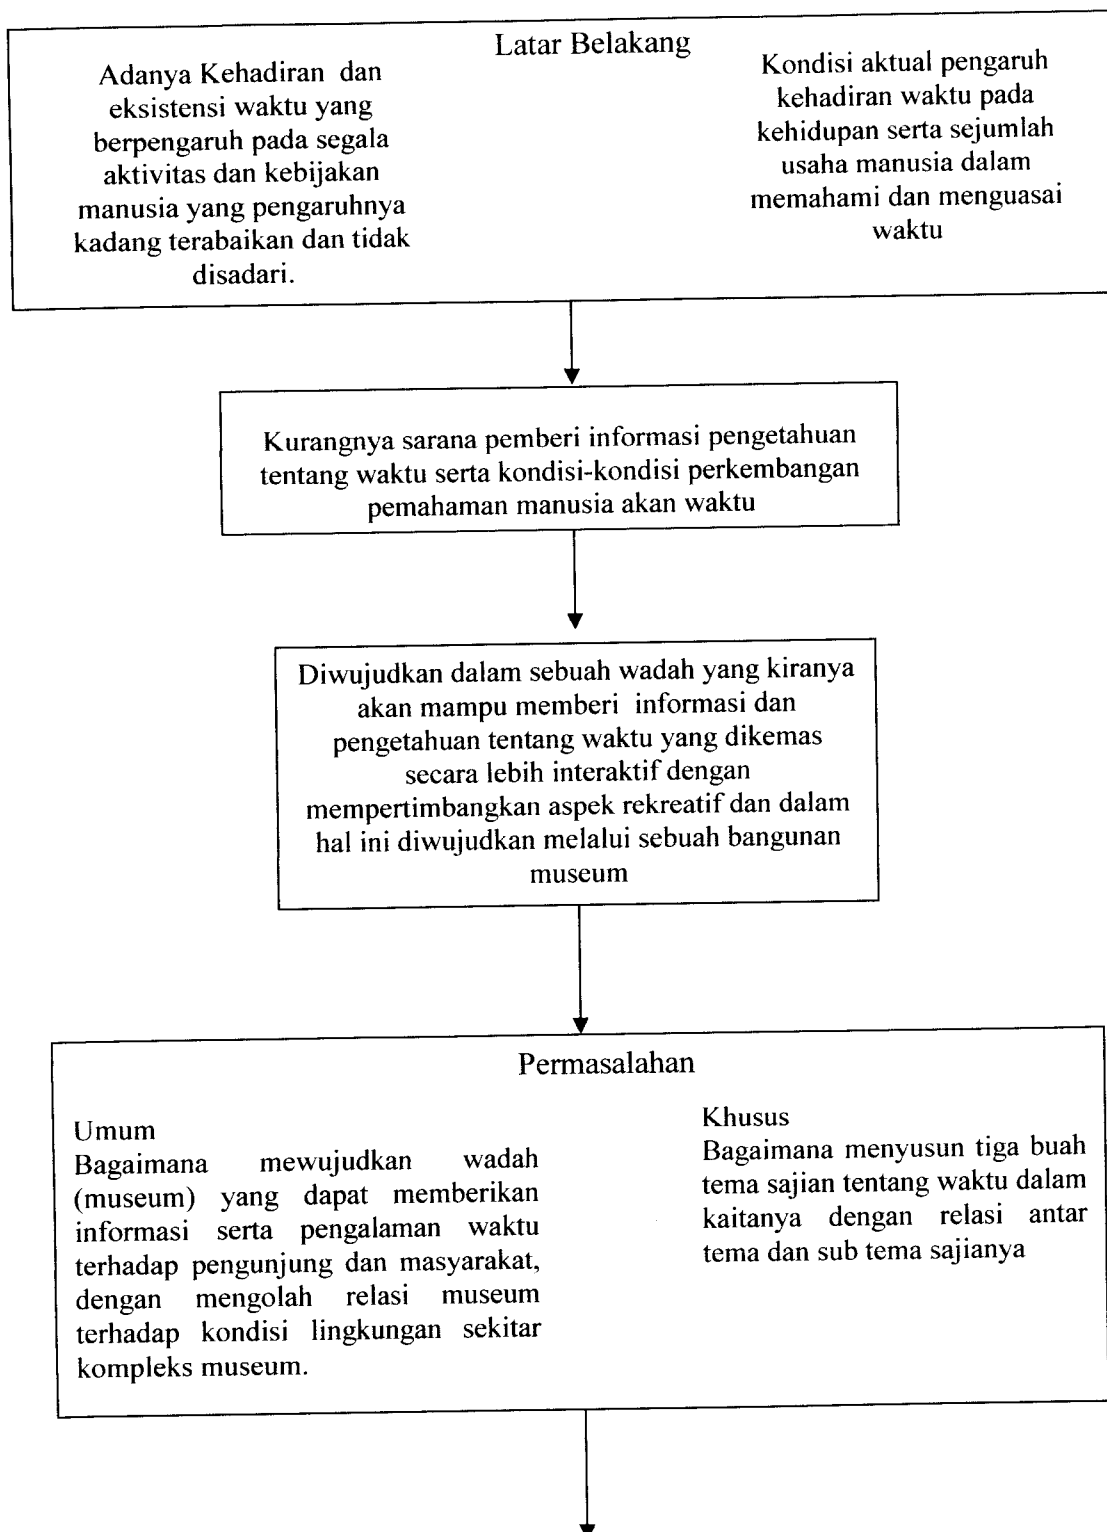 Latar Belakang
Adanya Kehadiran dan
eksistensi waktu yang
berpengaruh pada segala
aktivitas dan kebijakan
manusia yang pengaruhnya
kadang terabaikan dan tidak
disadari.
Kondisi aktual pengaruh
kehadiran waktu pada
kehidupan serta sejumlah
usaha manusia dalam
memahami dan menguasai
waktu
Kurangnya sarana pemberi informasi pengetahuan
tentang waktu serta kondisi-kondisi perkembangan
pemahaman manusia akan waktu
Diwujudkan dalam sebuah wadah yang kiranya
akan mampu memberi informasi dan
pengetahuan tentang waktu yang dikemas
secara lebih interaktif dengan
mempertimbangkan aspek rekreatif dan dalam
hal ini diwujudkan melalui sebuah bangunan
museum
Permasalahan
Umum
Bagaimana mewujudkan wadah
(museum) yang dapat memberikan
informasi serta pengalaman waktu
terhadap pengunjung dan masyarakat,
dengan mengolah relasi museum
terhadap kondisi lingkungan sekitar
kompleks museum.
Khusus
Bagaimana menyusun tiga buah
tema sajian tentang waktu dalam
kaitanya dengan relasi antar
tema dan sub tema sajianya